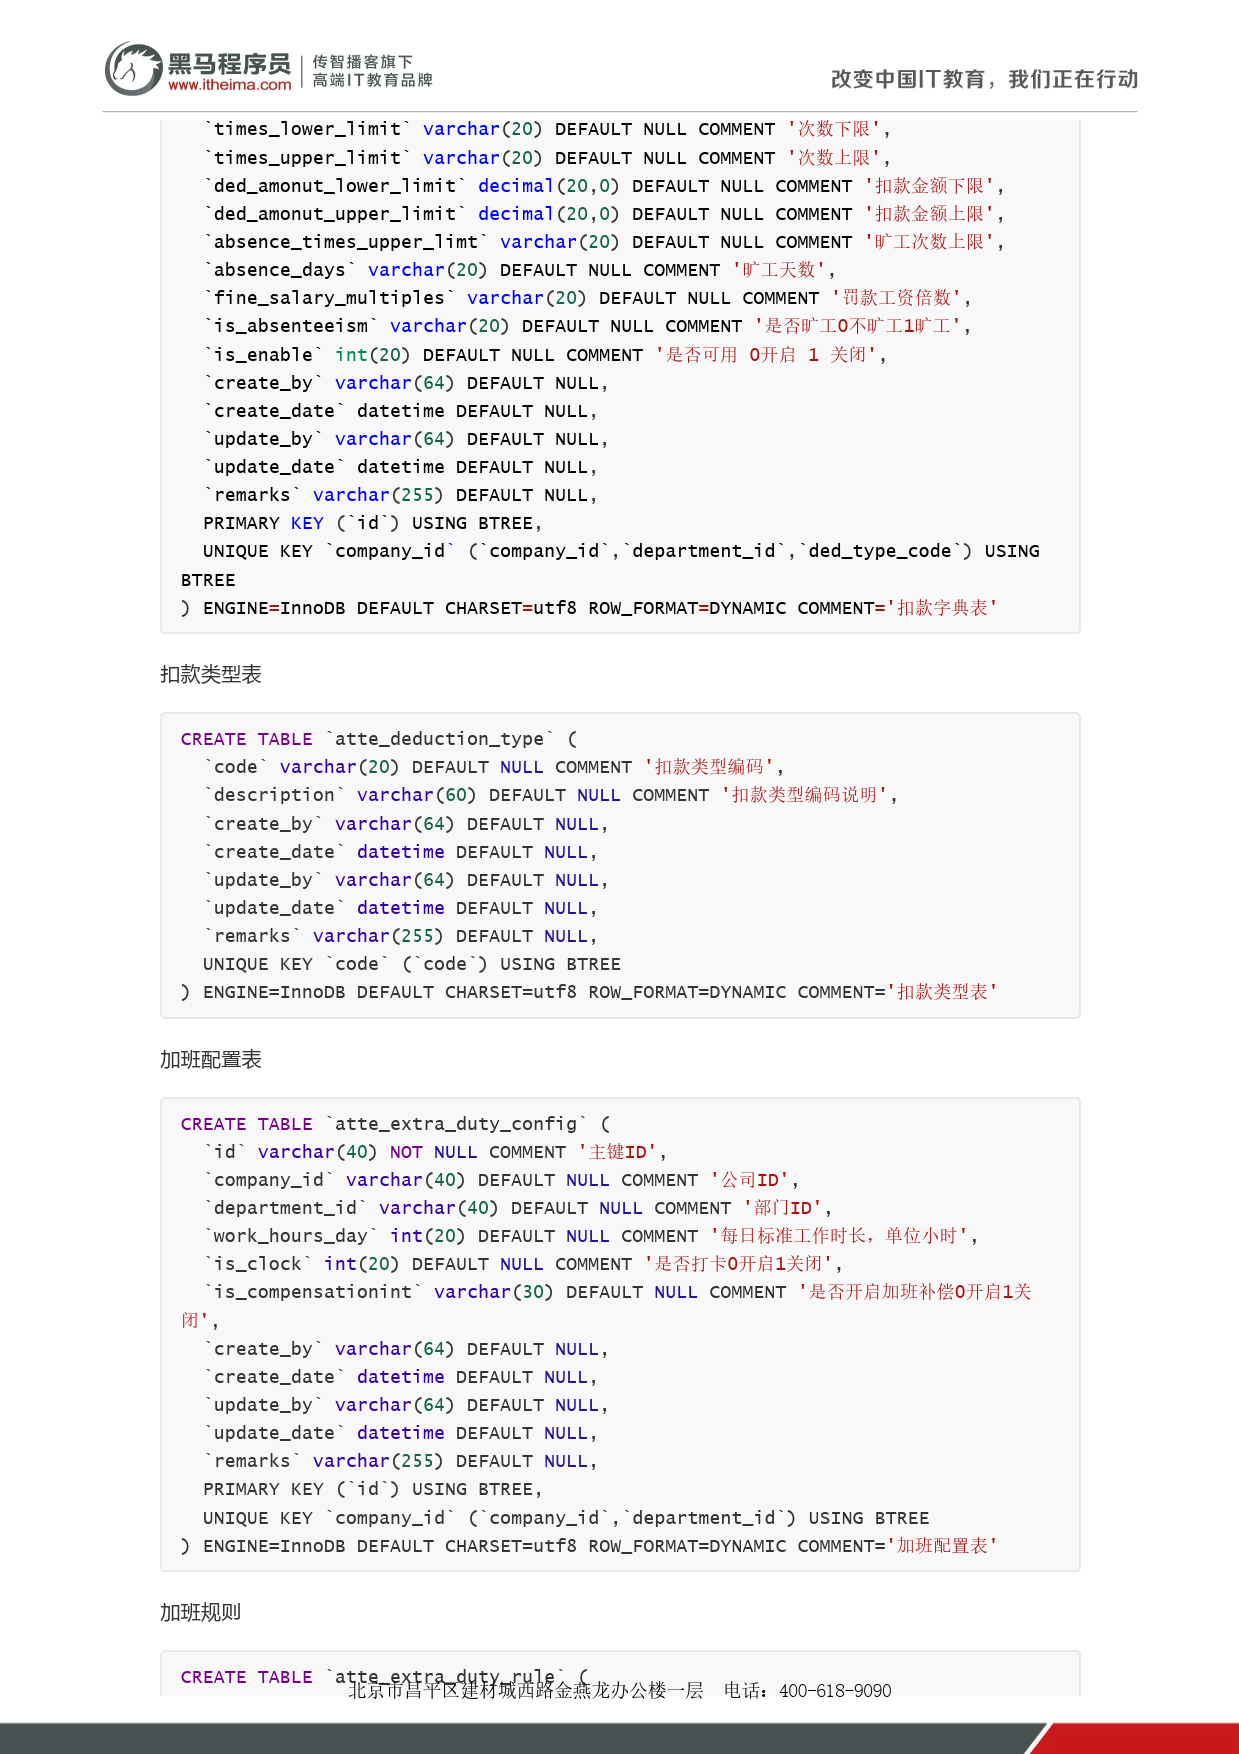 黑马程序员
www.itheima.com
传智播客旗下
高端IT教育品牌
改变中国IT教育，我们正在行动
`times_lower_limit` varchar(20) DEFAULT NULL COMMENT '次数下限',
`times_upper_limit` varchar(20) DEFAULT NULL COMMENT '次数上限',
`ded_amonut_lower_limit` decimal(20,0) DEFAULT NULL COMMENT '扣款金额下限',
`ded_amonut_upper_limit` decimal(20,0) DEFAULT NULL COMMENT '扣款金额上限',
`absence_times_upper_limt` varchar(20) DEFAULT NULL COMMENT '旷工次数上限',
`absence_days` varchar(20) DEFAULT NULL COMMENT '旷工天数',
`fine_salary_multiples` varchar(20) DEFAULT NULL COMMENT '罚款工资倍数',
`is_absenteeism` varchar(20) DEFAULT NULL COMMENT '是否旷工0不旷工1旷工',
`is_enable` int(20) DEFAULT NULL COMMENT '是否可用 0开启 1 关闭',
`create_by` varchar(64) DEFAULT NULL,
`create_date` datetime DEFAULT NULL,
`update_by` varchar(64) DEFAULT NULL,
`update_date` datetime DEFAULT NULL,
`remarks` varchar(255) DEFAULT NULL,
PRIMARY KEY (`id`) USING BTREE,
UNIQUE KEY `company_id` (`company_id`,`department_id`,`ded_type_code`) USING
BTREE
) ENGINE=InnoDB DEFAULT CHARSET=utf8 ROW_FORMAT=DYNAMIC COMMENT='扣款字典表'
扣款类型表
CREATE TABLE `atte_deduction_type` (
`code` varchar(20) DEFAULT NULL COMMENT '扣款类型编码',
`description` varchar(60) DEFAULT NULL COMMENT '扣款类型编码说明',
`create_by` varchar(64) DEFAULT NULL,
`create_date` datetime DEFAULT NULL,
`update_by` varchar(64) DEFAULT NULL,
`update_date` datetime DEFAULT NULL,
`remarks` varchar(255) DEFAULT NULL,
UNIQUE KEY `code` (`code`) USING BTREE
) ENGINE=InnoDB DEFAULT CHARSET=utf8 ROW_FORMAT=DYNAMIC COMMENT='扣款类型表'
加班配置表
CREATE TABLE `atte_extra_duty_config` (
`id` varchar(40) NOT NULL COMMENT '主键ID',
`company_id` varchar(40) DEFAULT NULL COMMENT '公司ID',
`department_id` varchar(40) DEFAULT NULL COMMENT '部门ID',
`work_hours_day` int(20) DEFAULT NULL COMMENT '每日标准工作时长，单位小时',
`is_clock` int(20) DEFAULT NULL COMMENT '是否打卡0开启1关闭',
`is_compensationint` varchar(30) DEFAULT NULL COMMENT '是否开启加班补偿0开启1关
闭',
`create_by` varchar(64) DEFAULT NULL,
`create_date` datetime DEFAULT NULL,
`update_by` varchar(64) DEFAULT NULL,
`update_date` datetime DEFAULT NULL,
`remarks` varchar(255) DEFAULT NULL,
PRIMARY KEY (`id`) USING BTREE,
UNIQUE KEY `company_id` (`company_id`,`department_id`) USING BTREE
) ENGINE=InnoDB DEFAULT CHARSET=utf8 ROW_FORMAT=DYNAMIC COMMENT='加班配置表'
加班规则
CREATE TABLE `atte_extra_duty_rule` (
北京市昌平区建材城西路金燕龙办公楼一层 电话：400-618-9090